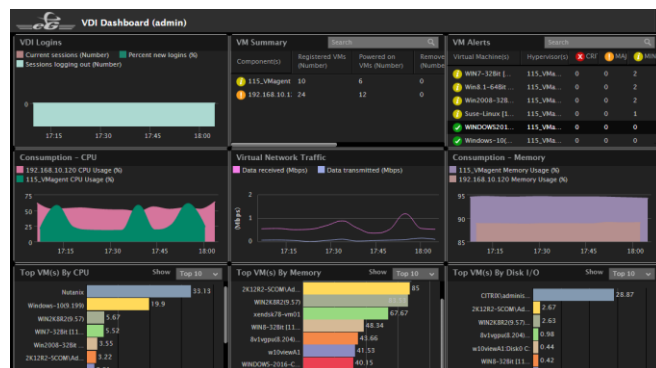 eG
VDI Dashboard (admin)
VDI Logins
Current sessions (Number) Percent new logins (%)
Sessions logging out (Number)
0
17:15 17:30 17:45 18:00
VM Summary Search
Component(s) Registered VMs (Number) Powered on VMs (Number) Remove (Numbe
115_VMagent 10 6 0
192.168.10.1: 24 12 0
VM Alerts Search
Virtual Machine(s) Hypervisor(s) CRI MAJ MIN
WIN7-32Bit [... 115_VMa... 0 0 2
Win8.1-64Bit ... 115_VMa... 0 0 2
Win2008-32B... 115_VMa... 0 0 2
Suse-Linux [1... 115_VMa... 0 0 1
WINDOWS201... 115_VMa... 0 0 0
Windows-10(... 115_VMa... 0 0 0
Consumption - CPU
192.168.10.120 CPU Usage (%)
115_VMagent CPU Usage (%)
75
50
25
0
17:15 17:30 17:45 18:00
Virtual Network Traffic
Data received (Mbps) Data transmitted (Mbps)
(Mbps)
2
1
0
17:15 17:30 17:45 18:00
Consumption - Memory
115_VMagent Memory Usage (%)
192.168.10.120 Memory Usage (%)
95
90
85
17:15 17:30 17:45 18:00
Top VM(s) By CPU Show Top 10
Nutanix 33.13
Windows-10(9.199) 19.9
WIN2K8R2(9.57) 5.67
WIN7-32Bit [11... 5.52
Win2008-32Bit ... 3.55
2K12R2-SCOM\Ad... 3.22
Top VM(s) By Memory Show Top 10
2K12R2-SCOM\Ad... 85
WIN2K8R2(9.57)
xendsk78-vm01 67.67
WIN8-32Bit [11... 48.34
8v1vgpu(8.204)... 43.66
w10viewA1 41.53
WINDOWS-2016-C... 40.15
Top VM(s) By Disk I/O Show Top 10
CITRIX\adminis... 26.87
2K12R2-SCOM\Ad... 2.67
WIN2K8R2(9.57) 2.63
8v1vgpu(8.204)... 0.98
w10viewA1:Disk0 C: 0.44
WIN8-32Bit [11... 0.42